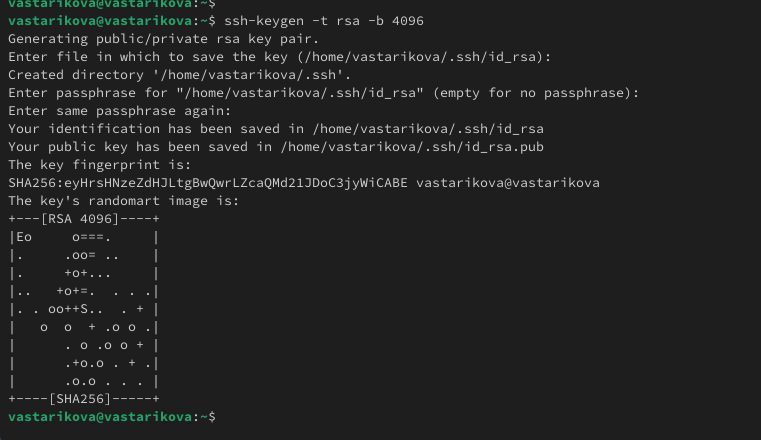 vastarikova@vastarikova:~$
vastarikova@vastarikova:~$ ssh-keygen -t rsa -b 4096
Generating public/private rsa key pair.
Enter file in which to save the key (/home/vastarikova/.ssh/id_rsa):
Created directory '/home/vastarikova/.ssh'.
Enter passphrase for "/home/vastarikova/.ssh/id_rsa" (empty for no passphrase):
Enter same passphrase again:
Your identification has been saved in /home/vastarikova/.ssh/id_rsa
Your public key has been saved in /home/vastarikova/.ssh/id_rsa.pub
The key fingerprint is:
SHA256:eyHrsHNzeZdHJLtgBwQwrLZcaQMd21JDoC3jyWiCABE vastarikova@vastarikova
The key's randomart image is:
+---[RSA 4096]----+
|Eo     o===.     |
|.     .oo= ..    |
|.     +o+...     |
|..   +o+=.  . . .|
|. . oo++S..  . + |
|   o  o  + .o o .|
|      . o .o o + |
|      .+o.o . + .|
|      .o.o . . . |
+----[SHA256]-----+
vastarikova@vastarikova:~$